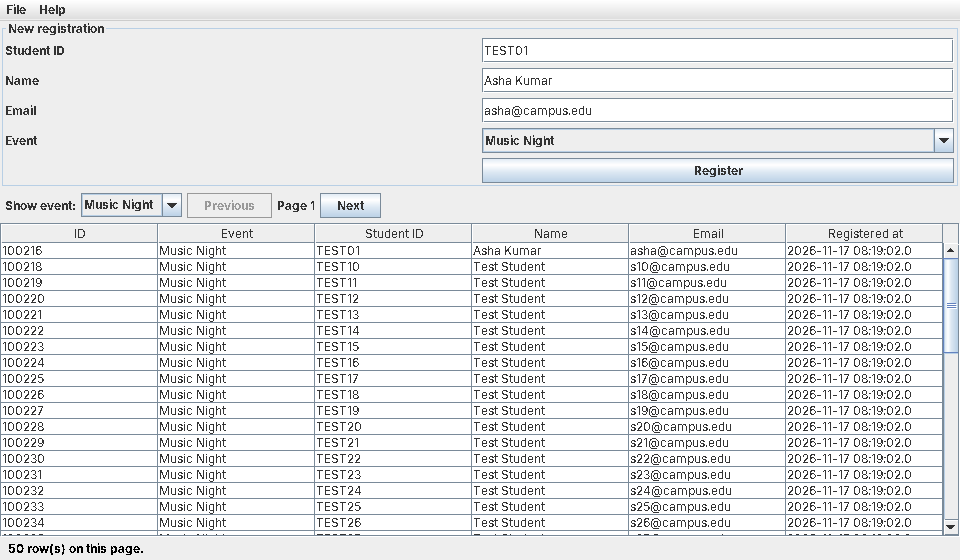 File Help
New registration
Student ID TEST01
Name Asha Kumar
Email asha@campus.edu
Event Music Night
Register
Show event: Music Night Previous Page 1 Next
ID Event Student ID Name Email Registered at
100216 Music Night TEST01 Asha Kumar asha@campus.edu 2026-11-17 08:19:02.0
100218 Music Night TEST10 Test Student s10@campus.edu 2026-11-17 08:19:02.0
100219 Music Night TEST11 Test Student s11@campus.edu 2026-11-17 08:19:02.0
100220 Music Night TEST12 Test Student s12@campus.edu 2026-11-17 08:19:02.0
100221 Music Night TEST13 Test Student s13@campus.edu 2026-11-17 08:19:02.0
100222 Music Night TEST14 Test Student s14@campus.edu 2026-11-17 08:19:02.0
100223 Music Night TEST15 Test Student s15@campus.edu 2026-11-17 08:19:02.0
100224 Music Night TEST16 Test Student s16@campus.edu 2026-11-17 08:19:02.0
100225 Music Night TEST17 Test Student s17@campus.edu 2026-11-17 08:19:02.0
100226 Music Night TEST18 Test Student s18@campus.edu 2026-11-17 08:19:02.0
100227 Music Night TEST19 Test Student s19@campus.edu 2026-11-17 08:19:02.0
100228 Music Night TEST20 Test Student s20@campus.edu 2026-11-17 08:19:02.0
100229 Music Night TEST21 Test Student s21@campus.edu 2026-11-17 08:19:02.0
100230 Music Night TEST22 Test Student s22@campus.edu 2026-11-17 08:19:02.0
100231 Music Night TEST23 Test Student s23@campus.edu 2026-11-17 08:19:02.0
100232 Music Night TEST24 Test Student s24@campus.edu 2026-11-17 08:19:02.0
100233 Music Night TEST25 Test Student s25@campus.edu 2026-11-17 08:19:02.0
100234 Music Night TEST26 Test Student s26@campus.edu 2026-11-17 08:19:02.0
50 row(s) on this page.